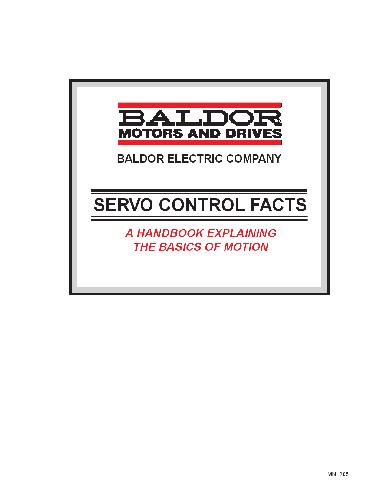 BALDOR
MOTORS AND DRIVES
BALDOR ELECTRIC COMPANY
SERVO CONTROL FACTS
A HANDBOOK EXPLAINING
THE BASICS OF MOTION